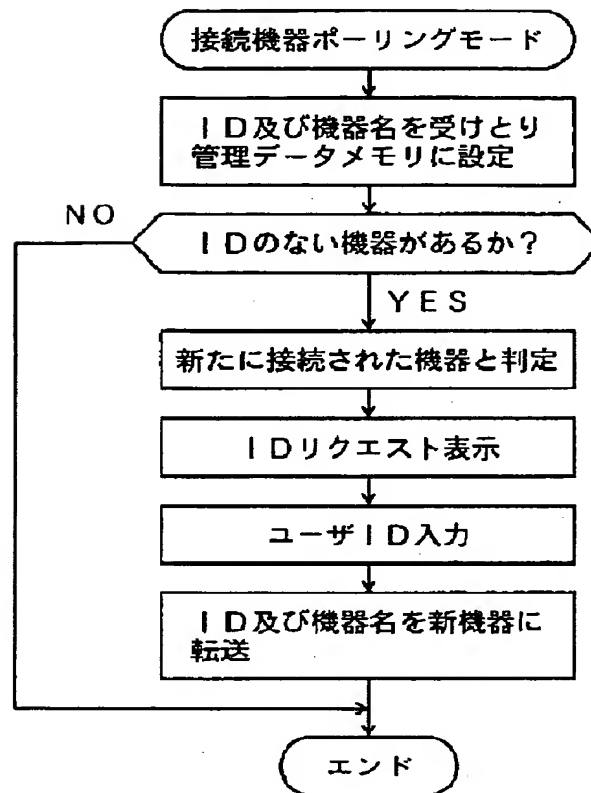 接続機器ポーリングモード
ID及び機器名を受けとり
管理データメモリに設定
NO
IDのない機器があるか？
YES
新たに接続された機器と判定
IDリクエスト表示
ユーザID入力
ID及び機器名を新機器に
転送
エンド